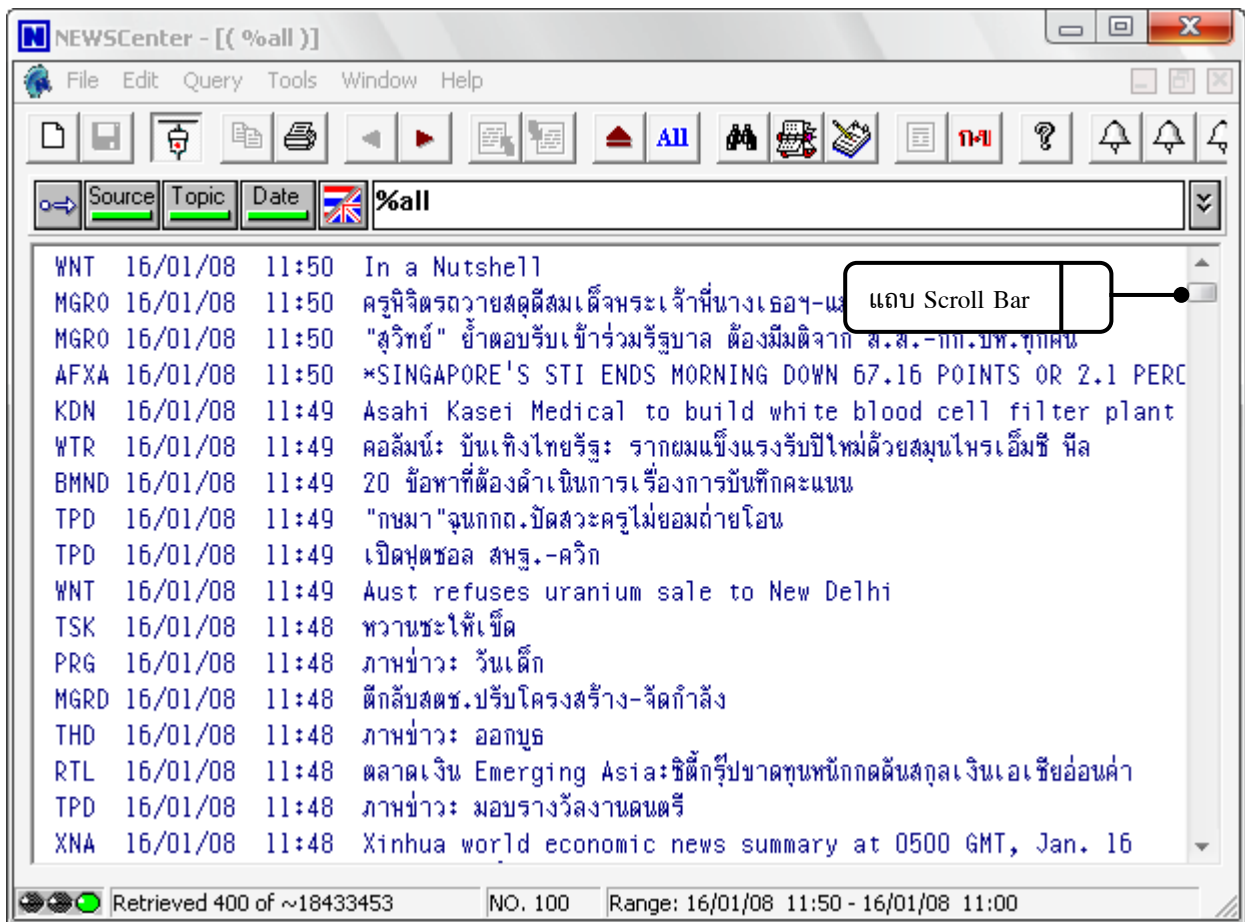 NEWSCenter - [( %all )]
File Edit Query Tools Window Help
All ก→ข
Source Topic Date %all
WNT 16/01/08 11:50 In a Nutshell
MGRO 16/01/08 11:50 ครูพิจิตรถวายสดุดีสมเด็จพระเจ้าพี่นางเธอฯ-
MGRO 16/01/08 11:50 "สุวิทย์" ย้ำตอบรับเข้าร่วมรัฐบาล ต้องมีมติจาก ส.ส.-กก.บห.ทุกคน
AFXA 16/01/08 11:50 *SINGAPORE'S STI ENDS MORNING DOWN 67.16 POINTS OR 2.1 PERC
KDN 16/01/08 11:49 Asahi Kasei Medical to build white blood cell filter plant
WTR 16/01/08 11:49 คอลัมน์: บันเทิงไทยรัฐ: รากผมแข็งแรงรับปีใหม่ด้วยสมุนไพรเอ็มซี พีล
BMND 16/01/08 11:49 20 ข้อหาที่ต้องดำเนินการเรื่องการบันทึกคะแนน
TPD 16/01/08 11:49 "กษมา"ฉุนกกถ.ปัดสวะครูไม่ยอมถ่ายโอน
TPD 16/01/08 11:49 เปิดฟุตซอล สพฐ.-ควิก
WNT 16/01/08 11:49 Aust refuses uranium sale to New Delhi
TSK 16/01/08 11:48 หวานซะให้เข็ด
PRG 16/01/08 11:48 ภาพข่าว: วันเด็ก
MGRD 16/01/08 11:48 ตีกลับสตช.ปรับโครงสร้าง-จัดกำลัง
THD 16/01/08 11:48 ภาพข่าว: ออกบูธ
RTL 16/01/08 11:48 ตลาดเงิน Emerging Asia:ซิตี้กรุ๊ปขาดทุนหนักกดดันสกุลเงินเอเชียอ่อนค่า
TPD 16/01/08 11:48 ภาพข่าว: มอบรางวัลงานดนตรี
XNA 16/01/08 11:48 Xinhua world economic news summary at 0500 GMT, Jan. 16
แถบ Scroll Bar
Retrieved 400 of ~18433453 NO. 100 Range: 16/01/08 11:50 - 16/01/08 11:00